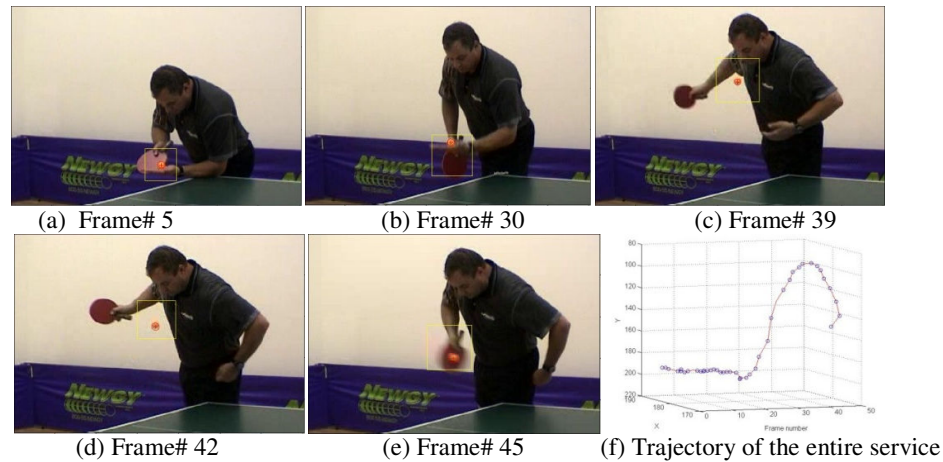 NEWGY
NEWGY
NEWGY
(a) Frame# 5
(b) Frame# 30
(c) Frame# 39
NEWGY
NEWGY
80
100
120
140
160
180
200
220
Y
190
180
170
X
0
10
20
30
40
50
Frame number
(d) Frame# 42
(e) Frame# 45
(f) Trajectory of the entire service